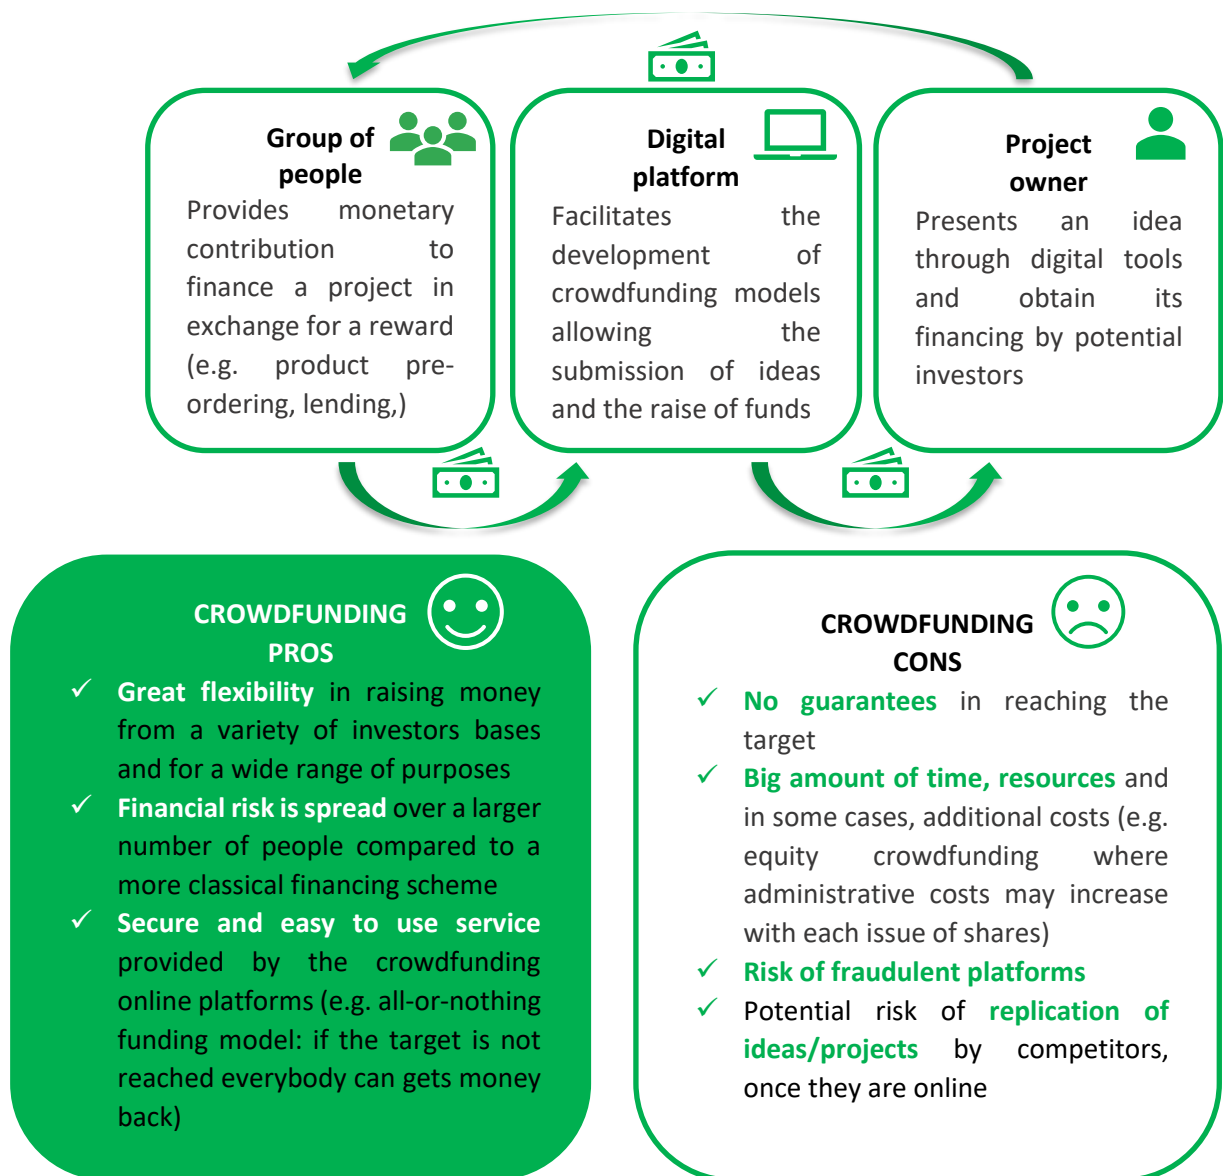 Group of
people
Provides monetary
contribution to
finance a project in
exchange for a reward
(e.g. product pre-
ordering, lending,)
Digital
platform
Facilitates the
development of
crowdfunding models
allowing the
submission of ideas
and the raise of funds
Project
owner
Presents an idea
through digital tools
and obtain its
financing by potential
investors
CROWDFUNDING
PROS
✓ Great flexibility in raising money
from a variety of investors bases
and for a wide range of purposes
✓ Financial risk is spread over a larger
number of people compared to a
more classical financing scheme
✓ Secure and easy to use service
provided by the crowdfunding
online platforms (e.g. all-or-nothing
funding model: if the target is not
reached everybody can gets money
back)
CROWDFUNDING
CONS
✓ No guarantees in reaching the
target
✓ Big amount of time, resources and
in some cases, additional costs (e.g.
equity crowdfunding where
administrative costs may increase
with each issue of shares)
✓ Risk of fraudulent platforms
✓ Potential risk of replication of
ideas/projects by competitors,
once they are online